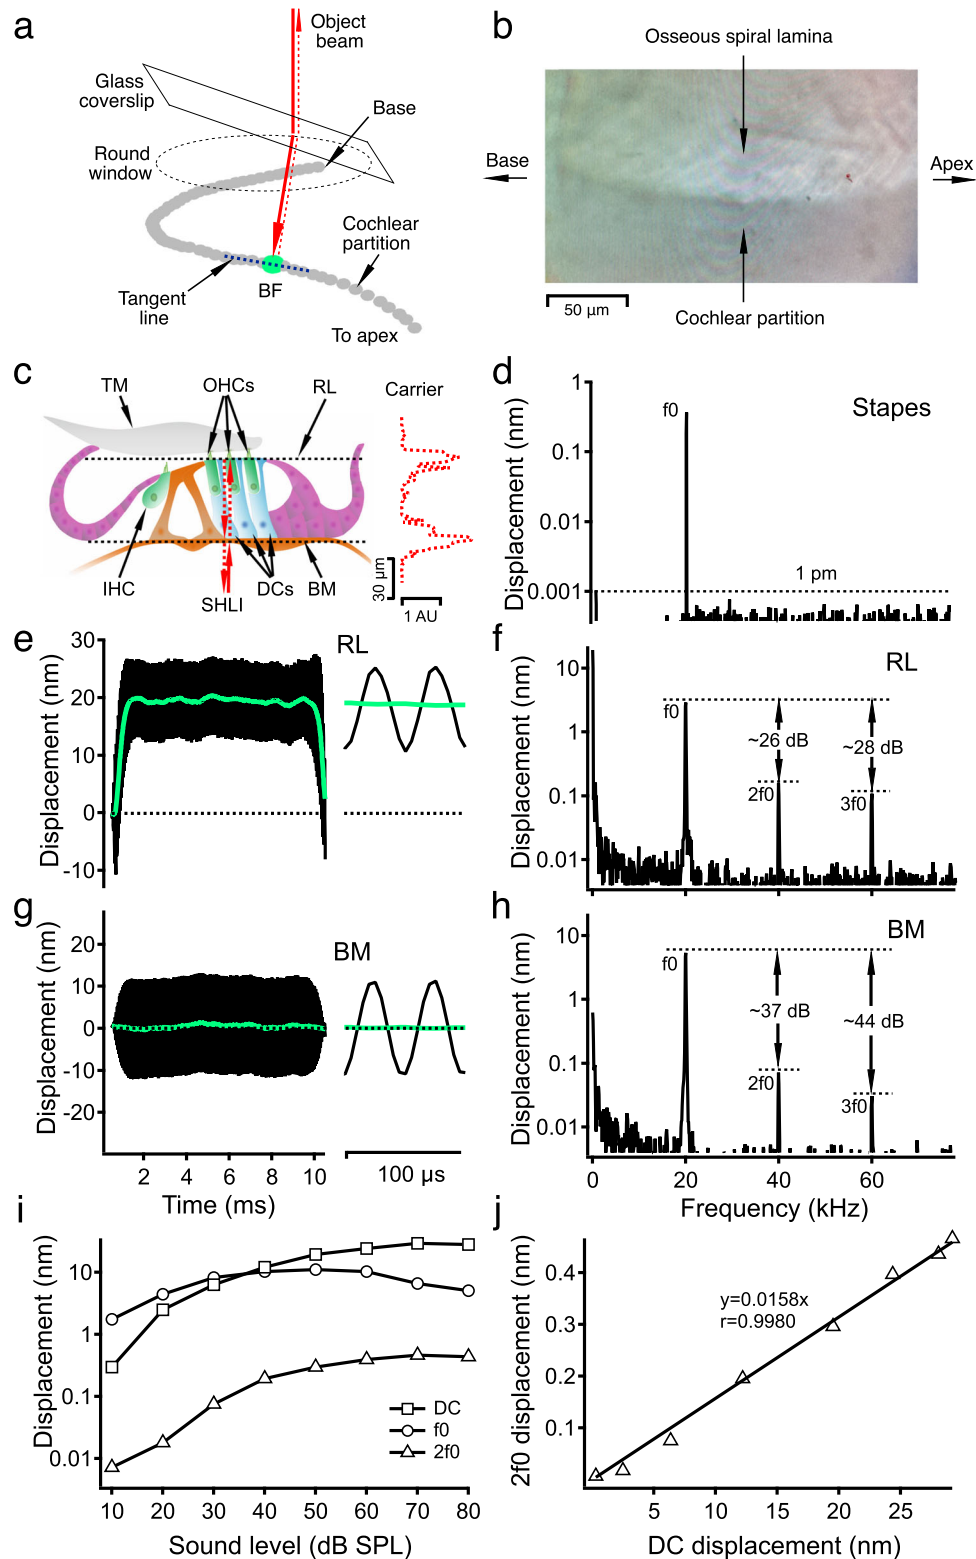 a
Object
beam
Glass
coverslip
Base
Round
window
Cochlear
partition
Tangent
line
BF
To apex
b
Osseous spiral lamina
Base
Apex
50 µm
Cochlear partition
c
TM
OHCs
RL
Carrier
IHC
SHLI
DCs
BM
30 µm
1 AU
d
Displacement (nm)
1
0.1
0.01
0.001
f0
Stapes
1 pm
e
Displacement (nm)
30
20
10
0
-10
RL
f
Displacement (nm)
10
1
0.1
0.01
RL
f0
~26 dB
~28 dB
2f0
3f0
g
Displacement (nm)
20
10
0
-10
-20
BM
2 4 6 8 10
Time (ms)
100 µs
h
Displacement (nm)
10
1
0.1
0.01
BM
f0
~37 dB
~44 dB
2f0
3f0
0 20 40 60
Frequency (kHz)
i
Displacement (nm)
10
1
0.1
0.01
DC
f0
2f0
10 20 30 40 50 60 70 80
Sound level (dB SPL)
j
2f0 displacement (nm)
0.4
0.3
0.2
0.1
y=0.0158x
r=0.9980
5 10 15 20 25
DC displacement (nm)